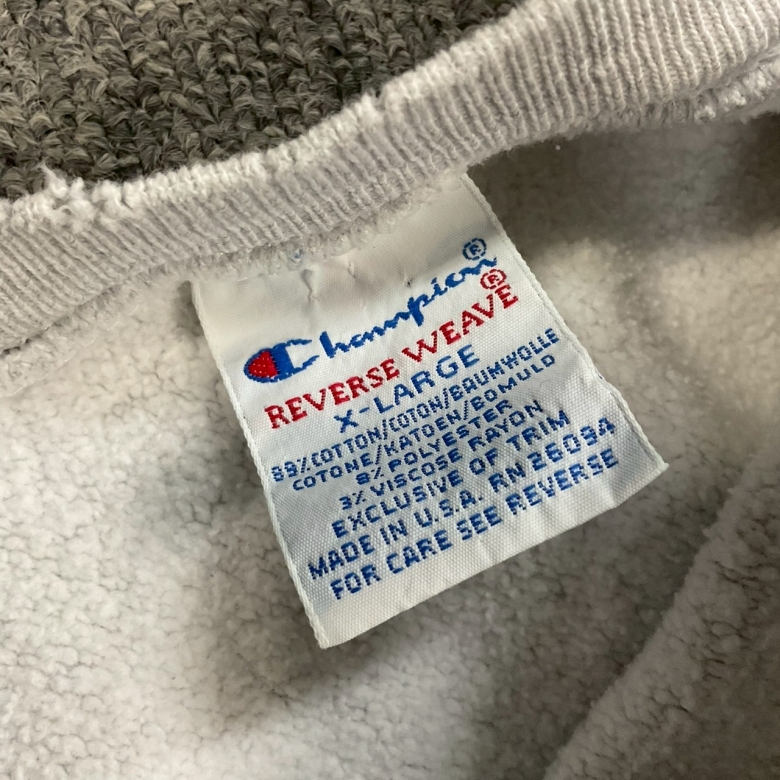 Champion®
REVERSE WEAVE®
X-LARGE
89%COTTON/COTON/BAUMWOLLE
COTONE/KATOEN/BOMULD
8% POLYESTER
3% VISCOSE RAYON
EXCLUSIVE OF TRIM
MADE IN U.S.A. RN 26094
FOR CARE SEE REVERSE